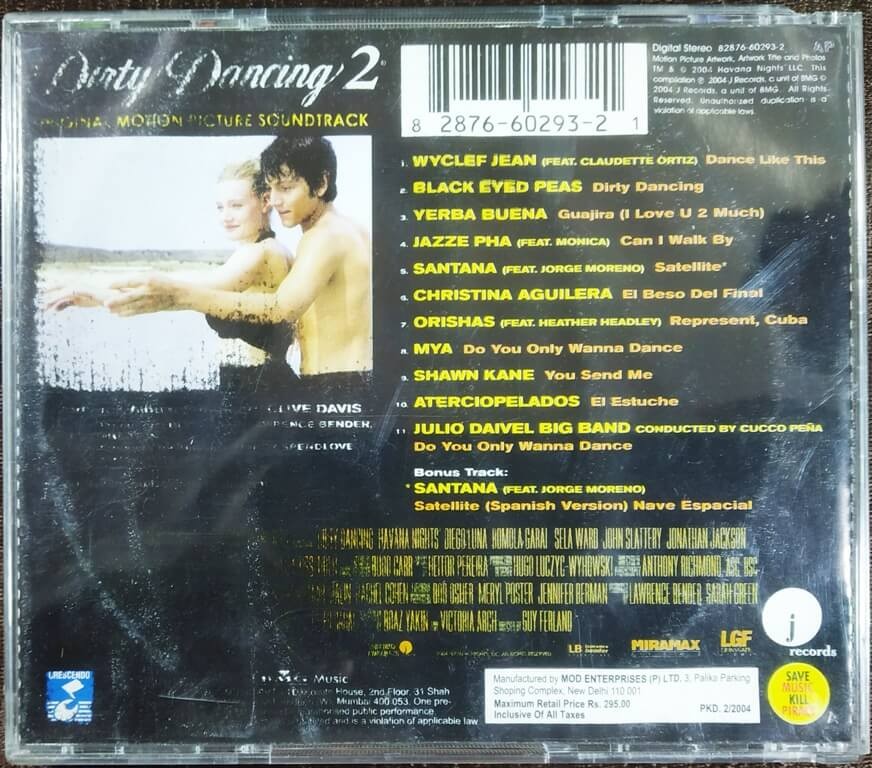 Dirty Dancing 2
MOTION PICTURE SOUNDTRACK
8 2876-60293-2 1
Digital Stereo 82876-60293-2
Motion Picture Artwork, Artwork Title and Photos
TM & © 2004 Havana Nights LLC. This
compilation ℗ 2004 J Records, a unit of BMG ©
2004 J Records, a unit of BMG. All Rights
Reserved. Unauthorized duplication is a
violation of applicable laws.
1. WYCLEF JEAN (FEAT. CLAUDETTE ORTIZ) Dance Like This
2. BLACK EYED PEAS Dirty Dancing
3. YERBA BUENA Guajira (I Love U 2 Much)
4. JAZZE PHA (FEAT. MONICA) Can I Walk By
5. SANTANA (FEAT. JORGE MORENO) Satellite*
6. CHRISTINA AGUILERA El Beso Del Final
7. ORISHAS (FEAT. HEATHER HEADLEY) Represent, Cuba
8. MYA Do You Only Wanna Dance
9. SHAWN KANE You Send Me
10. ATERCIOPELADOS El Estuche
11. JULIO DAIVEL BIG BAND CONDUCTED BY CUCCO PEÑA
Do You Only Wanna Dance
Bonus Track:
* SANTANA (FEAT. JORGE MORENO)
Satellite (Spanish Version) Nave Espacial
CLIVE DAVIS
BENDER,
DIRTY DANCING HAVANA NIGHTS DIEGO LUNA ROMOLA GARAI SELA WARD JOHN SLATTERY JONATHAN JACKSON
BUDD CARR HEITOR PEREIRA HUGO LUCZYC-WYHOWSKI ANTHONY RICHMOND, ASC, BSC
RACHEL COHEN BOB OSHER MERYL POSTER JENNIFER BERMAN LAWRENCE BENDER SARAH GREEN
BOAZ YAKIN VICTORIA ARCH GUY FERLAND
LB MIRAMAX LGF
j records
CRESCENDO
Music
House, 2nd Floor, 31 Shah
Mumbai 400 053. One pre-
public performance
and is a violation of applicable law
Manufactured by MOD ENTERPRISES (P) LTD. 3, Palika Parking
Shoping Complex, New Delhi 110 001
Maximum Retail Price Rs. 295.00
Inclusive Of All Taxes PKD. 2/2004
SAVE
MUSIC
KILL
PIRACY